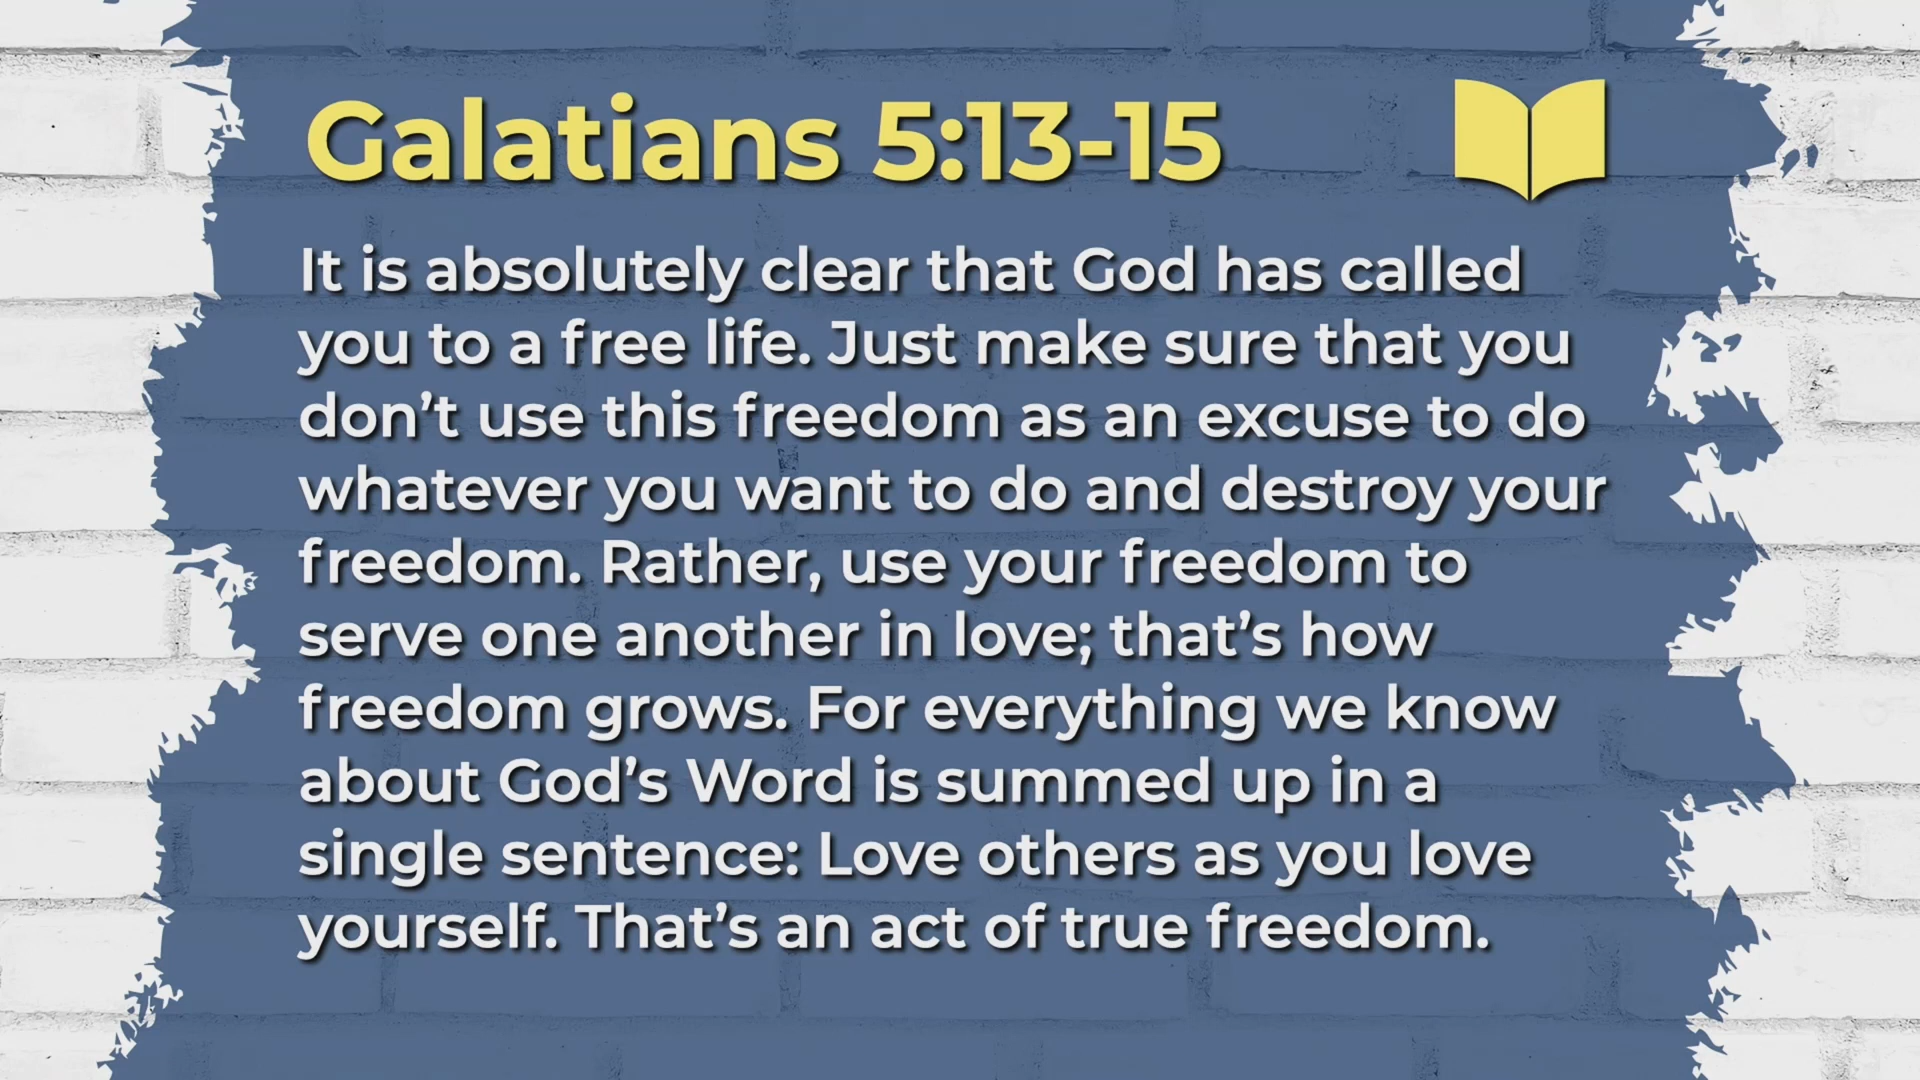 Galatians 5:13-15
It is absolutely clear that God has called
you to a free life. Just make sure that you
don’t use this freedom as an excuse to do
whatever you want to do and destroy your
freedom. Rather, use your freedom to
serve one another in love; that’s how
freedom grows. For everything we know
about God’s Word is summed up in a
single sentence: Love others as you love
yourself. That’s an act of true freedom.